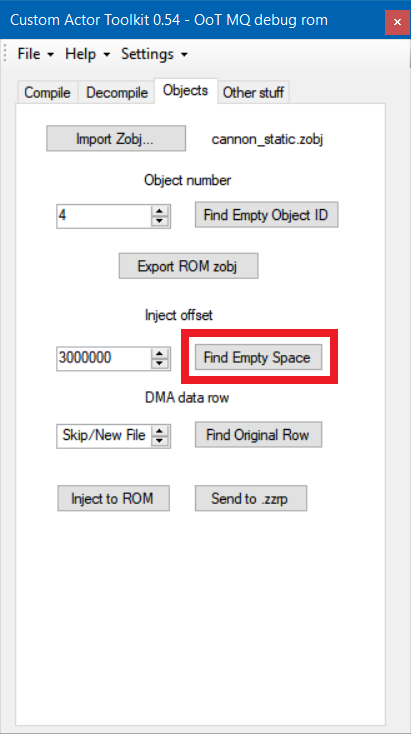 Custom Actor Toolkit 0.54 - OoT MQ debug rom
File Help Settings
Compile Decompile Objects Other stuff
Import Zobj... cannon_static.zobj
Object number
4 Find Empty Object ID
Export ROM zobj
Inject offset
3000000 Find Empty Space
DMA data row
Skip/New File Find Original Row
Inject to ROM Send to .zzrp